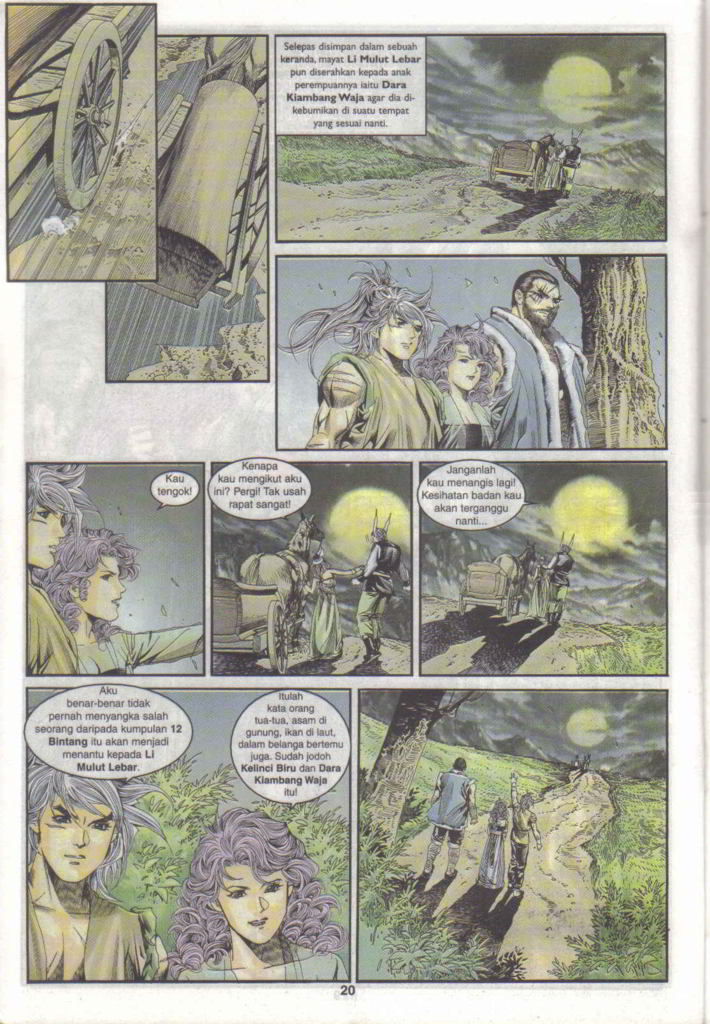 Selepas disimpan dalam sebuah
keranda, mayat Li Mulut Lebar
pun diserahkan kepada anak
perempuannya iaitu Dara
Kiambang Waja agar dia di-
kebumikan di suatu tempat
yang sesuai nanti.
Kau
tengok!
Kenapa
kau mengikut aku
ini? Pergi! Tak usah
rapat sangat!
Janganlah
kau menangis lagi!
Kesihatan badan kau
akan terganggu
nanti...
Aku
benar-benar tidak
pernah menyangka salah
seorang daripada kumpulan 12
Bintang itu akan menjadi
menantu kepada Li
Mulut Lebar.
Itulah
kata orang
tua-tua, asam di
gunung, ikan di laut,
dalam belanga bertemu
juga. Sudah jodoh
Kelinci Biru dan Dara
Kiambang Waja
itu!
20